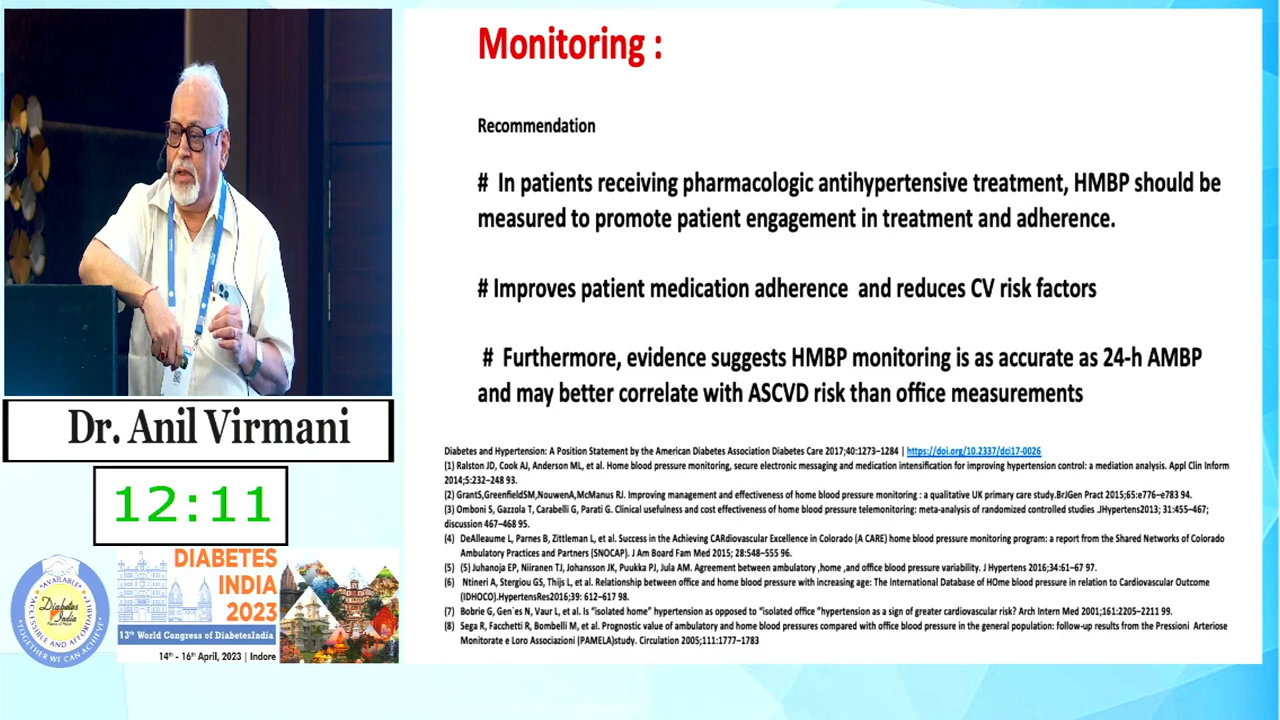 Monitoring :
Recommendation
# In patients receiving pharmacologic antihypertensive treatment, HMBP should be
measured to promote patient engagement in treatment and adherence.
# Improves patient medication adherence and reduces CV risk factors
# Furthermore, evidence suggests HMBP monitoring is as accurate as 24-h AMBP
and may better correlate with ASCVD risk than office measurements
Diabetes and Hypertension: A Position Statement by the American Diabetes Association Diabetes Care 2017;40:1273–1284 | https://doi.org/10.2337/dci17-0026
(1) Ralston JD, Cook AJ, Anderson ML, et al. Home blood pressure monitoring, secure electronic messaging and medication intensification for improving hypertension control: a mediation analysis. Appl Clin Inform
2014;5:232–248 93.
(2) GrantS,GreenfieldSM,NouwenA,McManus RJ. Improving management and effectiveness of home blood pressure monitoring : a qualitative UK primary care study.BrJGen Pract 2015;65:e776–e783 94.
(3) Omboni S, Gazzola T, Carabelli G, Parati G. Clinical usefulness and cost effectiveness of home blood pressure telemonitoring: meta-analysis of randomized controlled studies .JHypertens2013; 31:455–467;
discussion 467–468 95.
(4) DeAlleaume L, Parnes B, Zittleman L, et al. Success in the Achieving CARdiovascular Excellence in Colorado (A CARE) home blood pressure monitoring program: a report from the Shared Networks of Colorado
Ambulatory Practices and Partners (SNOCAP). J Am Board Fam Med 2015; 28:548–555 96.
(5) (5) Juhanoja EP, Niiranen TJ, Johansson JK, Puukka PJ, Jula AM. Agreement between ambulatory ,home ,and office blood pressure variability. J Hypertens 2016;34:61–67 97.
(6) Ntineri A, Stergiou GS, Thijs L, et al. Relationship between office and home blood pressure with increasing age: The International Database of HOme blood pressure in relation to Cardiovascular Outcome
(IDHOCO).HypertensRes2016;39: 612–617 98.
(7) Bobrie G, Gen´es N, Vaur L, et al. Is “isolated home” hypertension as opposed to “isolated office ”hypertension as a sign of greater cardiovascular risk? Arch Intern Med 2001;161:2205–2211 99.
(8) Sega R, Facchetti R, Bombelli M, et al. Prognostic value of ambulatory and home blood pressures compared with office blood pressure in the general population: follow-up results from the Pressioni Arteriose
Monitorate e Loro Associazioni (PAMELA)study. Circulation 2005;111:1777–1783
Dr. Anil Virmani
12:11
AVAILABLE
ACCESSIBLE AND AFFORDABLE
Diabetes
India
TOGETHER WE CAN ACHIEVE
DIABETES
INDIA
2023
13th World Congress of DiabetesIndia
14th - 16th April, 2023 | Indore